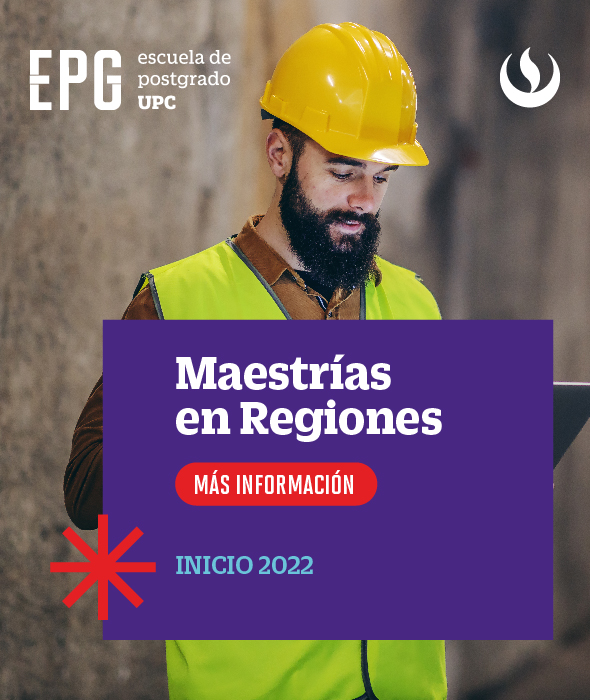 EPG
escuela de
postgrado
UPC
Maestrías
en Regiones
MÁS INFORMACIÓN
INICIO 2022